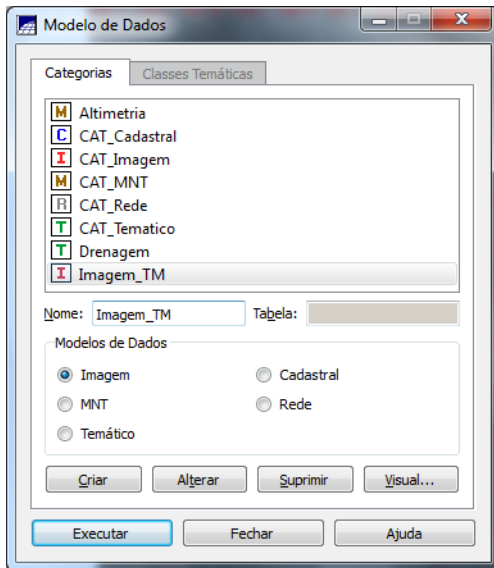 Modelo de Dados
Categorias Classes Temáticas
M Altimetria
C CAT_Cadastral
I CAT_Imagem
M CAT_MNT
R CAT_Rede
T CAT_Tematico
T Drenagem
I Imagem_TM
Nome: Imagem_TM Tabela:
Modelos de Dados
Imagem Cadastral
MNT Rede
Temático
Criar Alterar Suprimir Visual...
Executar Fechar Ajuda